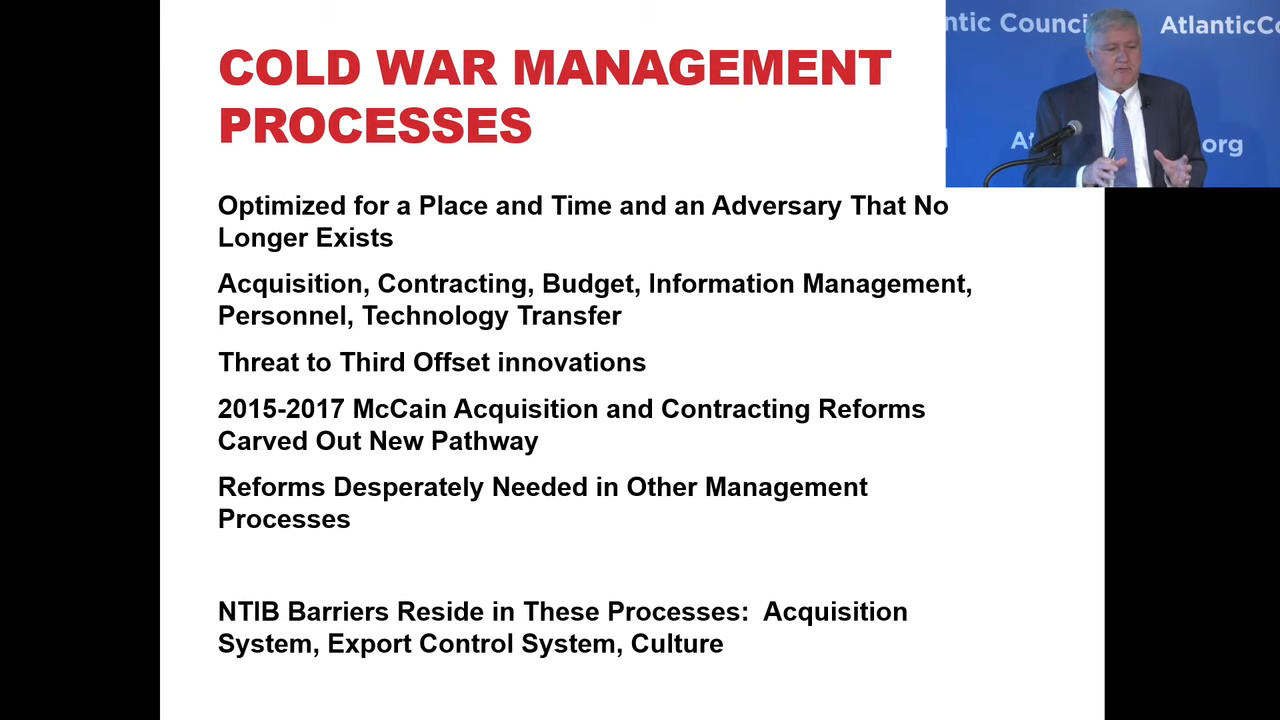 COLD WAR MANAGEMENT
PROCESSES
Optimized for a Place and Time and an Adversary That No
Longer Exists
Acquisition, Contracting, Budget, Information Management,
Personnel, Technology Transfer
Threat to Third Offset innovations
2015-2017 McCain Acquisition and Contracting Reforms
Carved Out New Pathway
Reforms Desperately Needed in Other Management
Processes
NTIB Barriers Reside in These Processes:  Acquisition
System, Export Control System, Culture
ntic Council
AtlanticCo
At
org